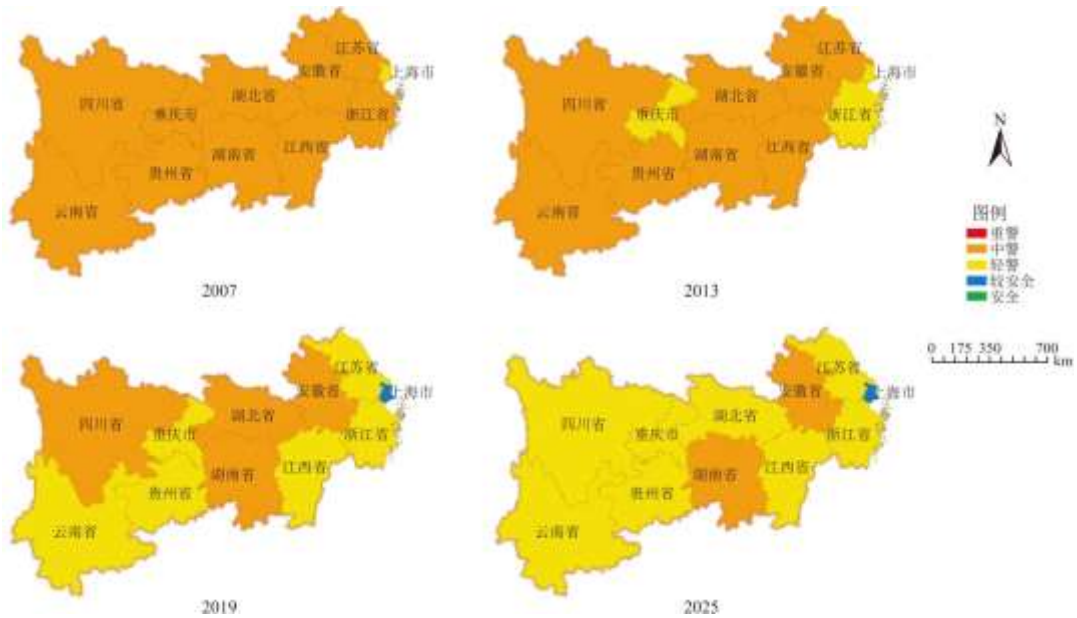 江苏省
安徽省
上海市
四川省
湖北省
重庆市
浙江省
湖南省
江西省
贵州省
云南省
2007
江苏省
安徽省
上海市
四川省
湖北省
重庆市
浙江省
湖南省
江西省
贵州省
云南省
2013
N
图例
重警
中警
轻警
较安全
安全
0 175 350 700
km
江苏省
安徽省
上海市
四川省
湖北省
重庆市
浙江省
湖南省
江西省
贵州省
云南省
2019
江苏省
安徽省
上海市
四川省
湖北省
重庆市
浙江省
湖南省
江西省
贵州省
云南省
2025